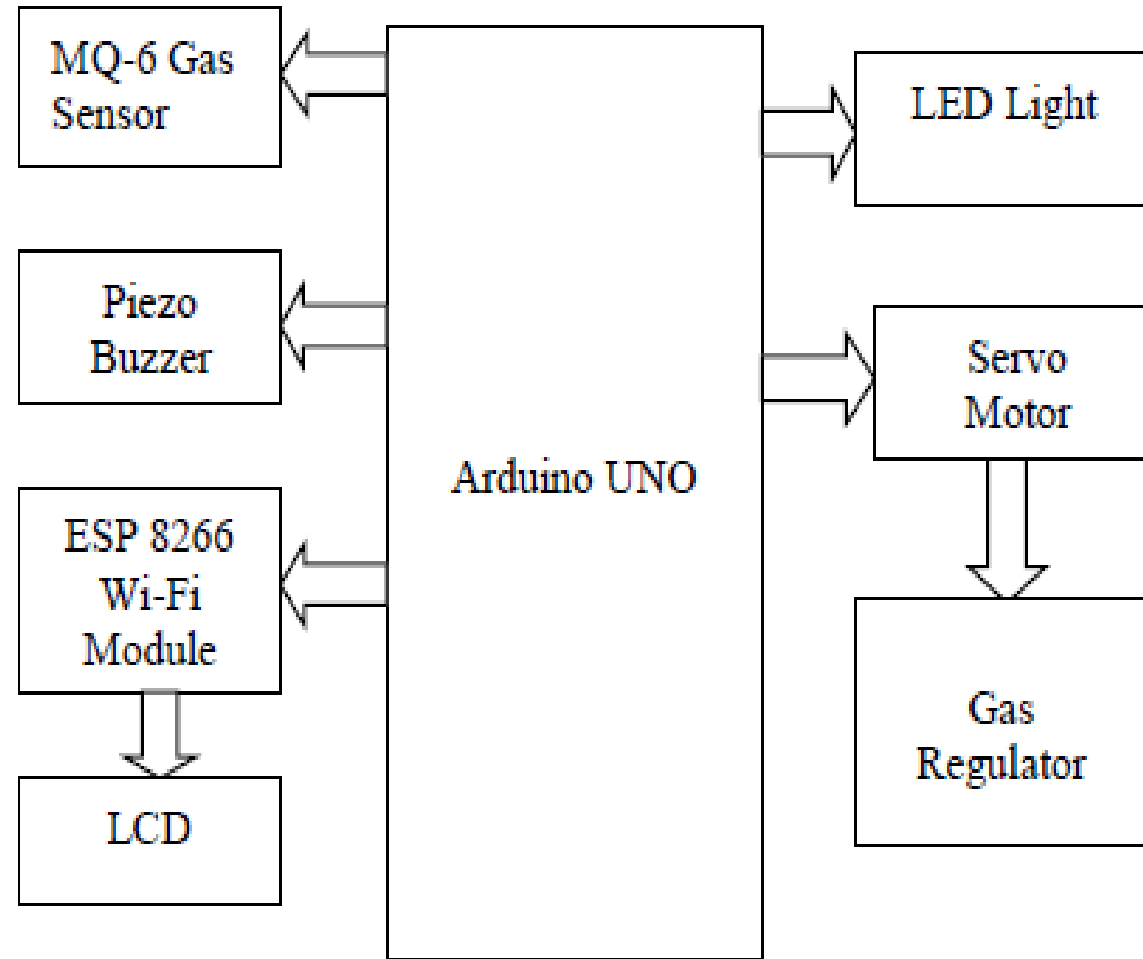 MQ-6 Gas
Sensor
Piezo
Buzzer
ESP 8266
Wi-Fi
Module
LCD
Arduino UNO
LED Light
Servo
Motor
Gas
Regulator